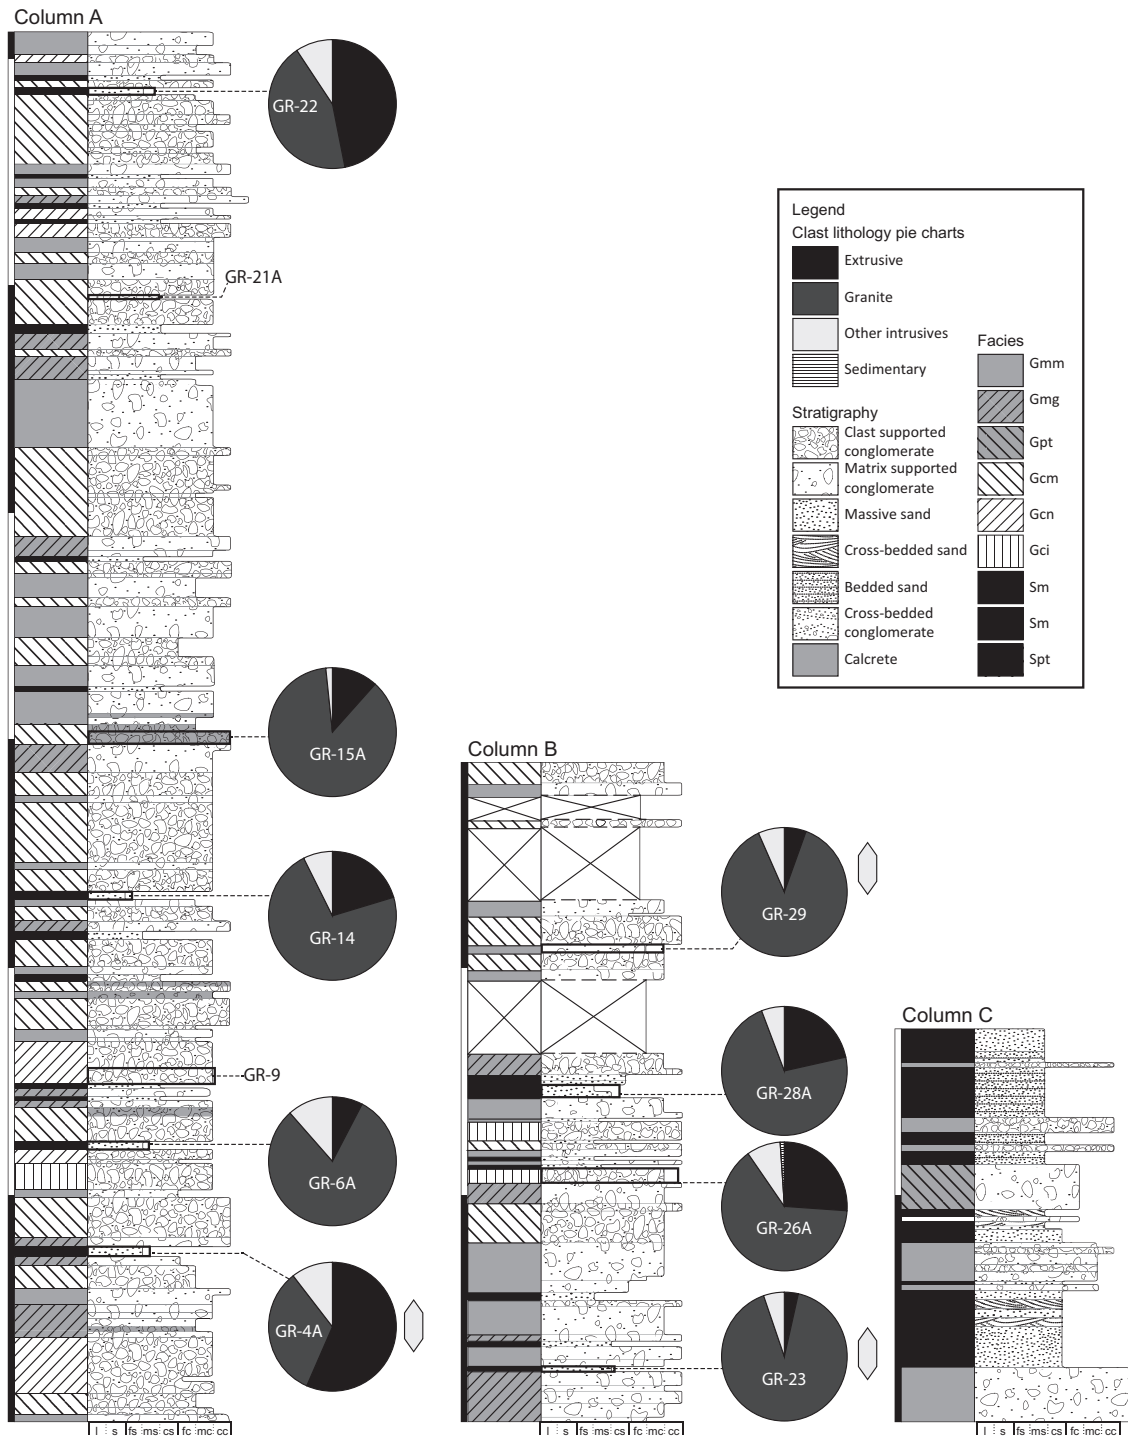 Column A
GR-22
GR-21A
GR-15A
GR-14
GR-9
GR-6A
GR-4A
l s fs ms cs fc mc cc
Column B
GR-29
GR-28A
GR-26A
GR-23
l s fs ms cs fc mc cc
Column C
l s fs ms cs fc mc cc
Legend
Clast lithology pie charts
Extrusive
Granite
Other intrusives
Sedimentary
Stratigraphy
Clast supported
conglomerate
Matrix supported
conglomerate
Massive sand
Cross-bedded sand
Bedded sand
Cross-bedded
conglomerate
Calcrete
Facies
Gmm
Gmg
Gpt
Gcm
Gcn
Gci
Sm
Sm
Spt